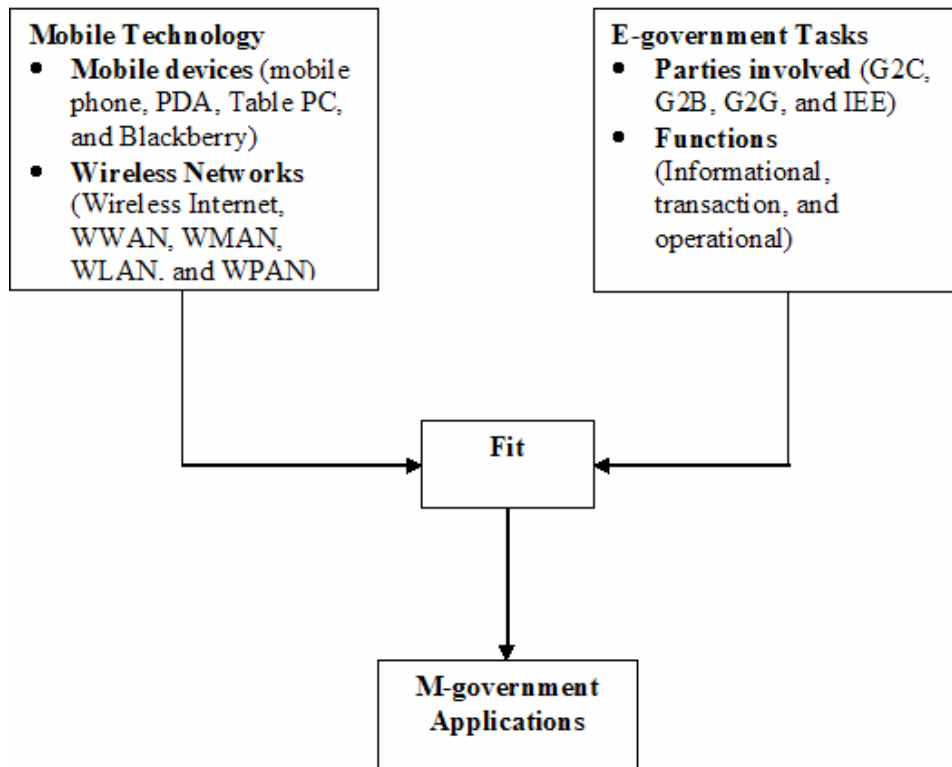 Mobile Technology
• Mobile devices (mobile
phone, PDA, Table PC,
and Blackberry)
• Wireless Networks
(Wireless Internet,
WWAN, WMAN,
WLAN, and WPAN)
E-government Tasks
• Parties involved (G2C,
G2B, G2G, and IEE)
• Functions
(Informational,
transaction, and
operational)
Fit
M-government
Applications